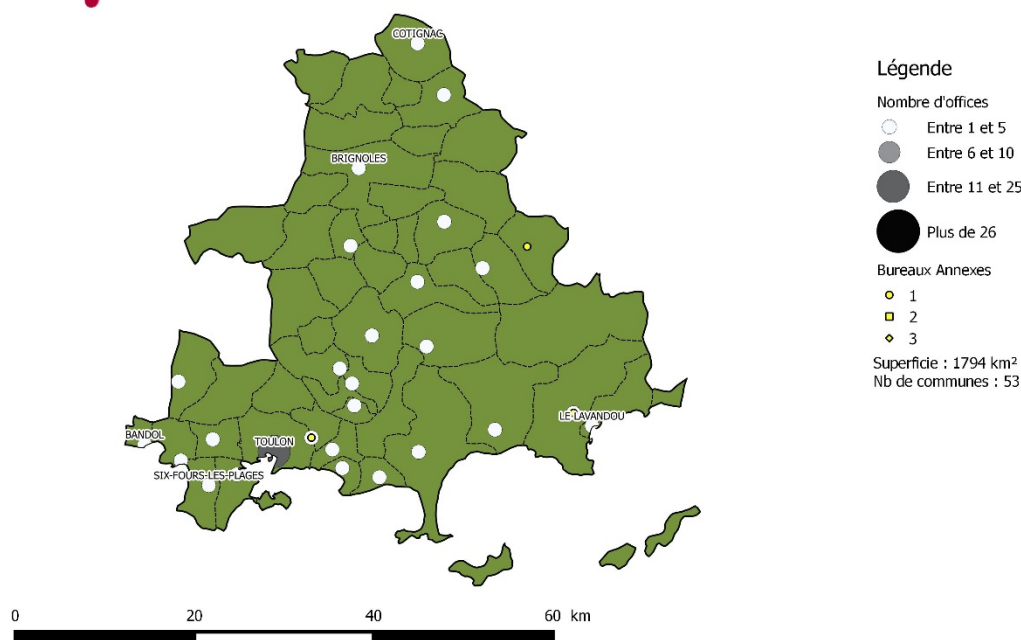 COTIGNAC
BRIGNOLES
LE-LAVANDOU
BANDOL
TOULON
SIX-FOURS-LES-PLAGES
0 20 40 60 km
Légende
Nombre d'offices
Entre 1 et 5
Entre 6 et 10
Entre 11 et 25
Plus de 26
Bureaux Annexes
1
2
3
Superficie : 1794 km²
Nb de communes : 53